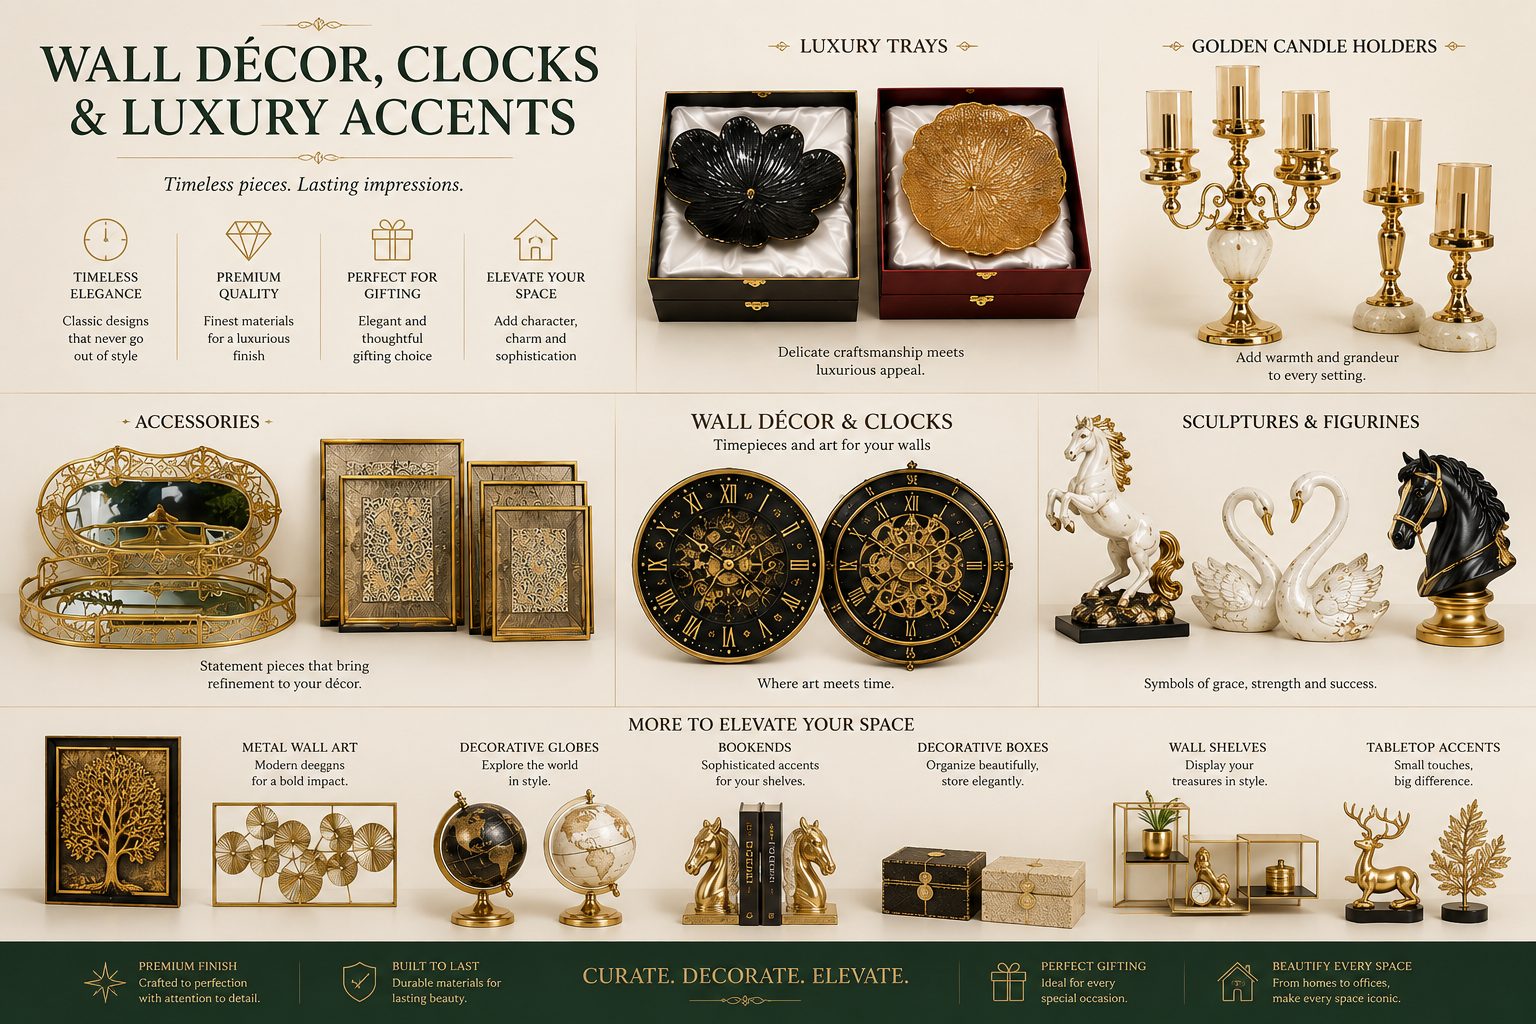 WALL DÉCOR, CLOCKS
& LUXURY ACCENTS
Timeless pieces. Lasting impressions.
TIMELESS
ELEGANCE
Classic designs
that never go
out of style
PREMIUM
QUALITY
Finest materials
for a luxurious
finish
PERFECT FOR
GIFTING
Elegant and
thoughtful
gifting choice
ELEVATE YOUR
SPACE
Add character,
charm and
sophistication
LUXURY TRAYS
Delicate craftsmanship meets
luxurious appeal.
GOLDEN CANDLE HOLDERS
Add warmth and grandeur
to every setting.
ACCESSORIES
Statement pieces that bring
refinement to your décor.
WALL DÉCOR & CLOCKS
Timepieces and art for your walls
Where art meets time.
SCULPTURES & FIGURINES
Symbols of grace, strength and success.
MORE TO ELEVATE YOUR SPACE
METAL WALL ART
Modern deegns
for a bold impact.
DECORATIVE GLOBES
Explore the world
in style.
BOOKENDS
Sophisticated accents
for your shelves.
DECORATIVE BOXES
Organize beautifully,
store elegantly.
WALL SHELVES
Display your
treasures in style.
TABLETOP ACCENTS
Small touches,
big difference.
PREMIUM FINISH
Crafted to perfection
with attention to detail.
BUILT TO LAST
Durable materials for
lasting beauty.
CURATE. DECORATE. ELEVATE.
PERFECT GIFTING
Ideal for every
special occasion.
BEAUTIFY EVERY SPACE
From homes to offices,
make every space iconic.